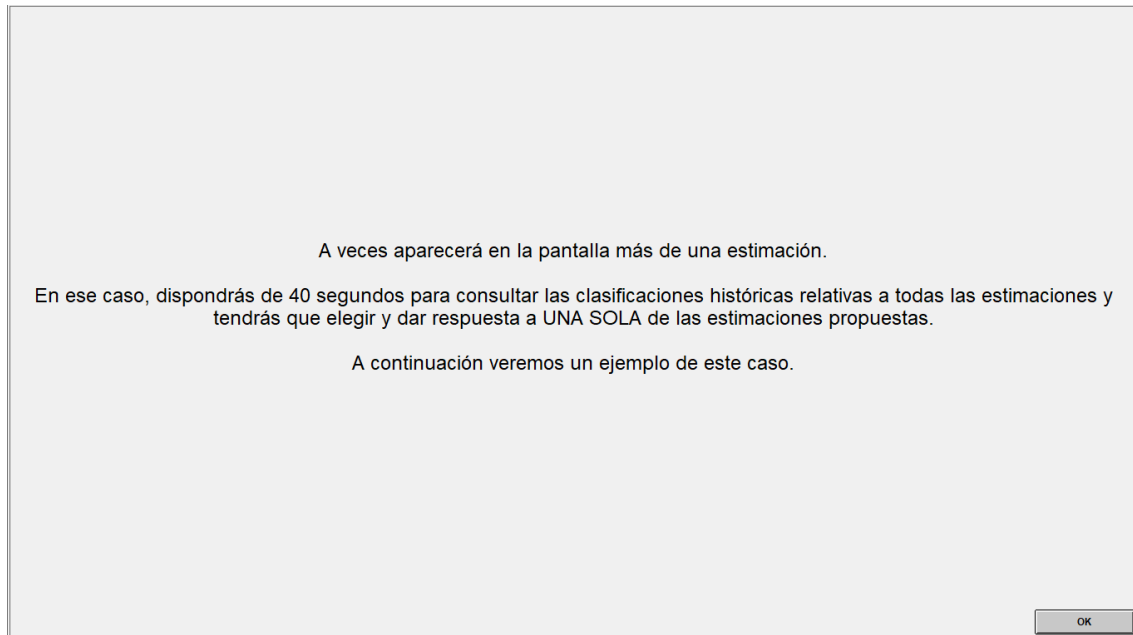 A veces aparecerá en la pantalla más de una estimación.
En ese caso, dispondrás de 40 segundos para consultar las clasificaciones históricas relativas a todas las estimaciones y
tendrás que elegir y dar respuesta a UNA SOLA de las estimaciones propuestas.
A continuación veremos un ejemplo de este caso.
OK